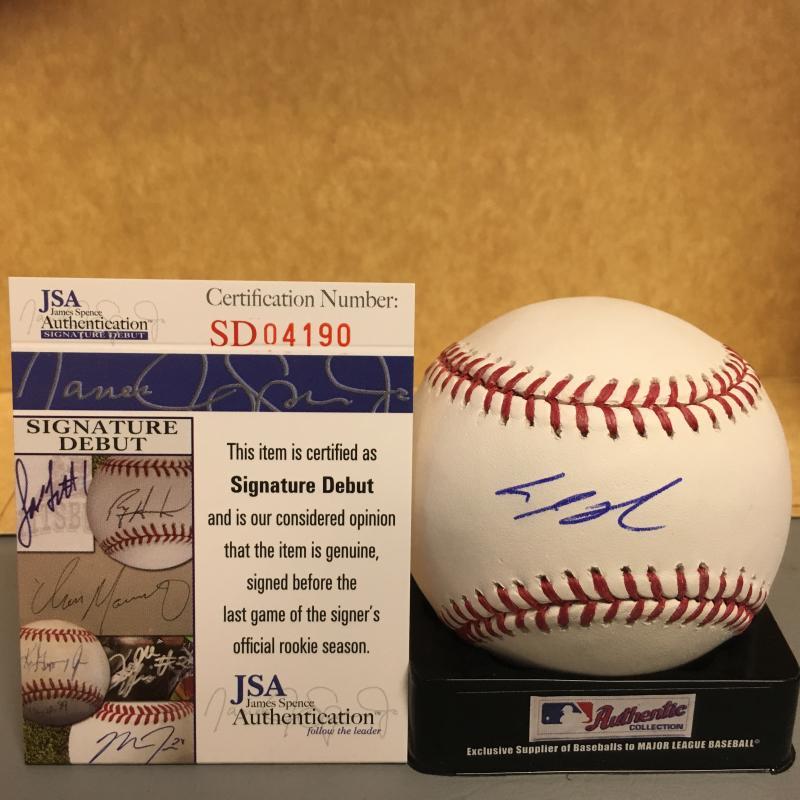 JSA
James Spence
Authentication
SIGNATURE DEBUT
Certification Number:
SD04190
SIGNATURE
DEBUT
This item is certified as
Signature Debut
and is our considered opinion
that the item is genuine,
signed before the
last game of the signer's
official rookie season.
JSA
James Spence
Authentication
follow the leader
Authentic
COLLECTION
Exclusive Supplier of Baseballs to MAJOR LEAGUE BASEBALL®